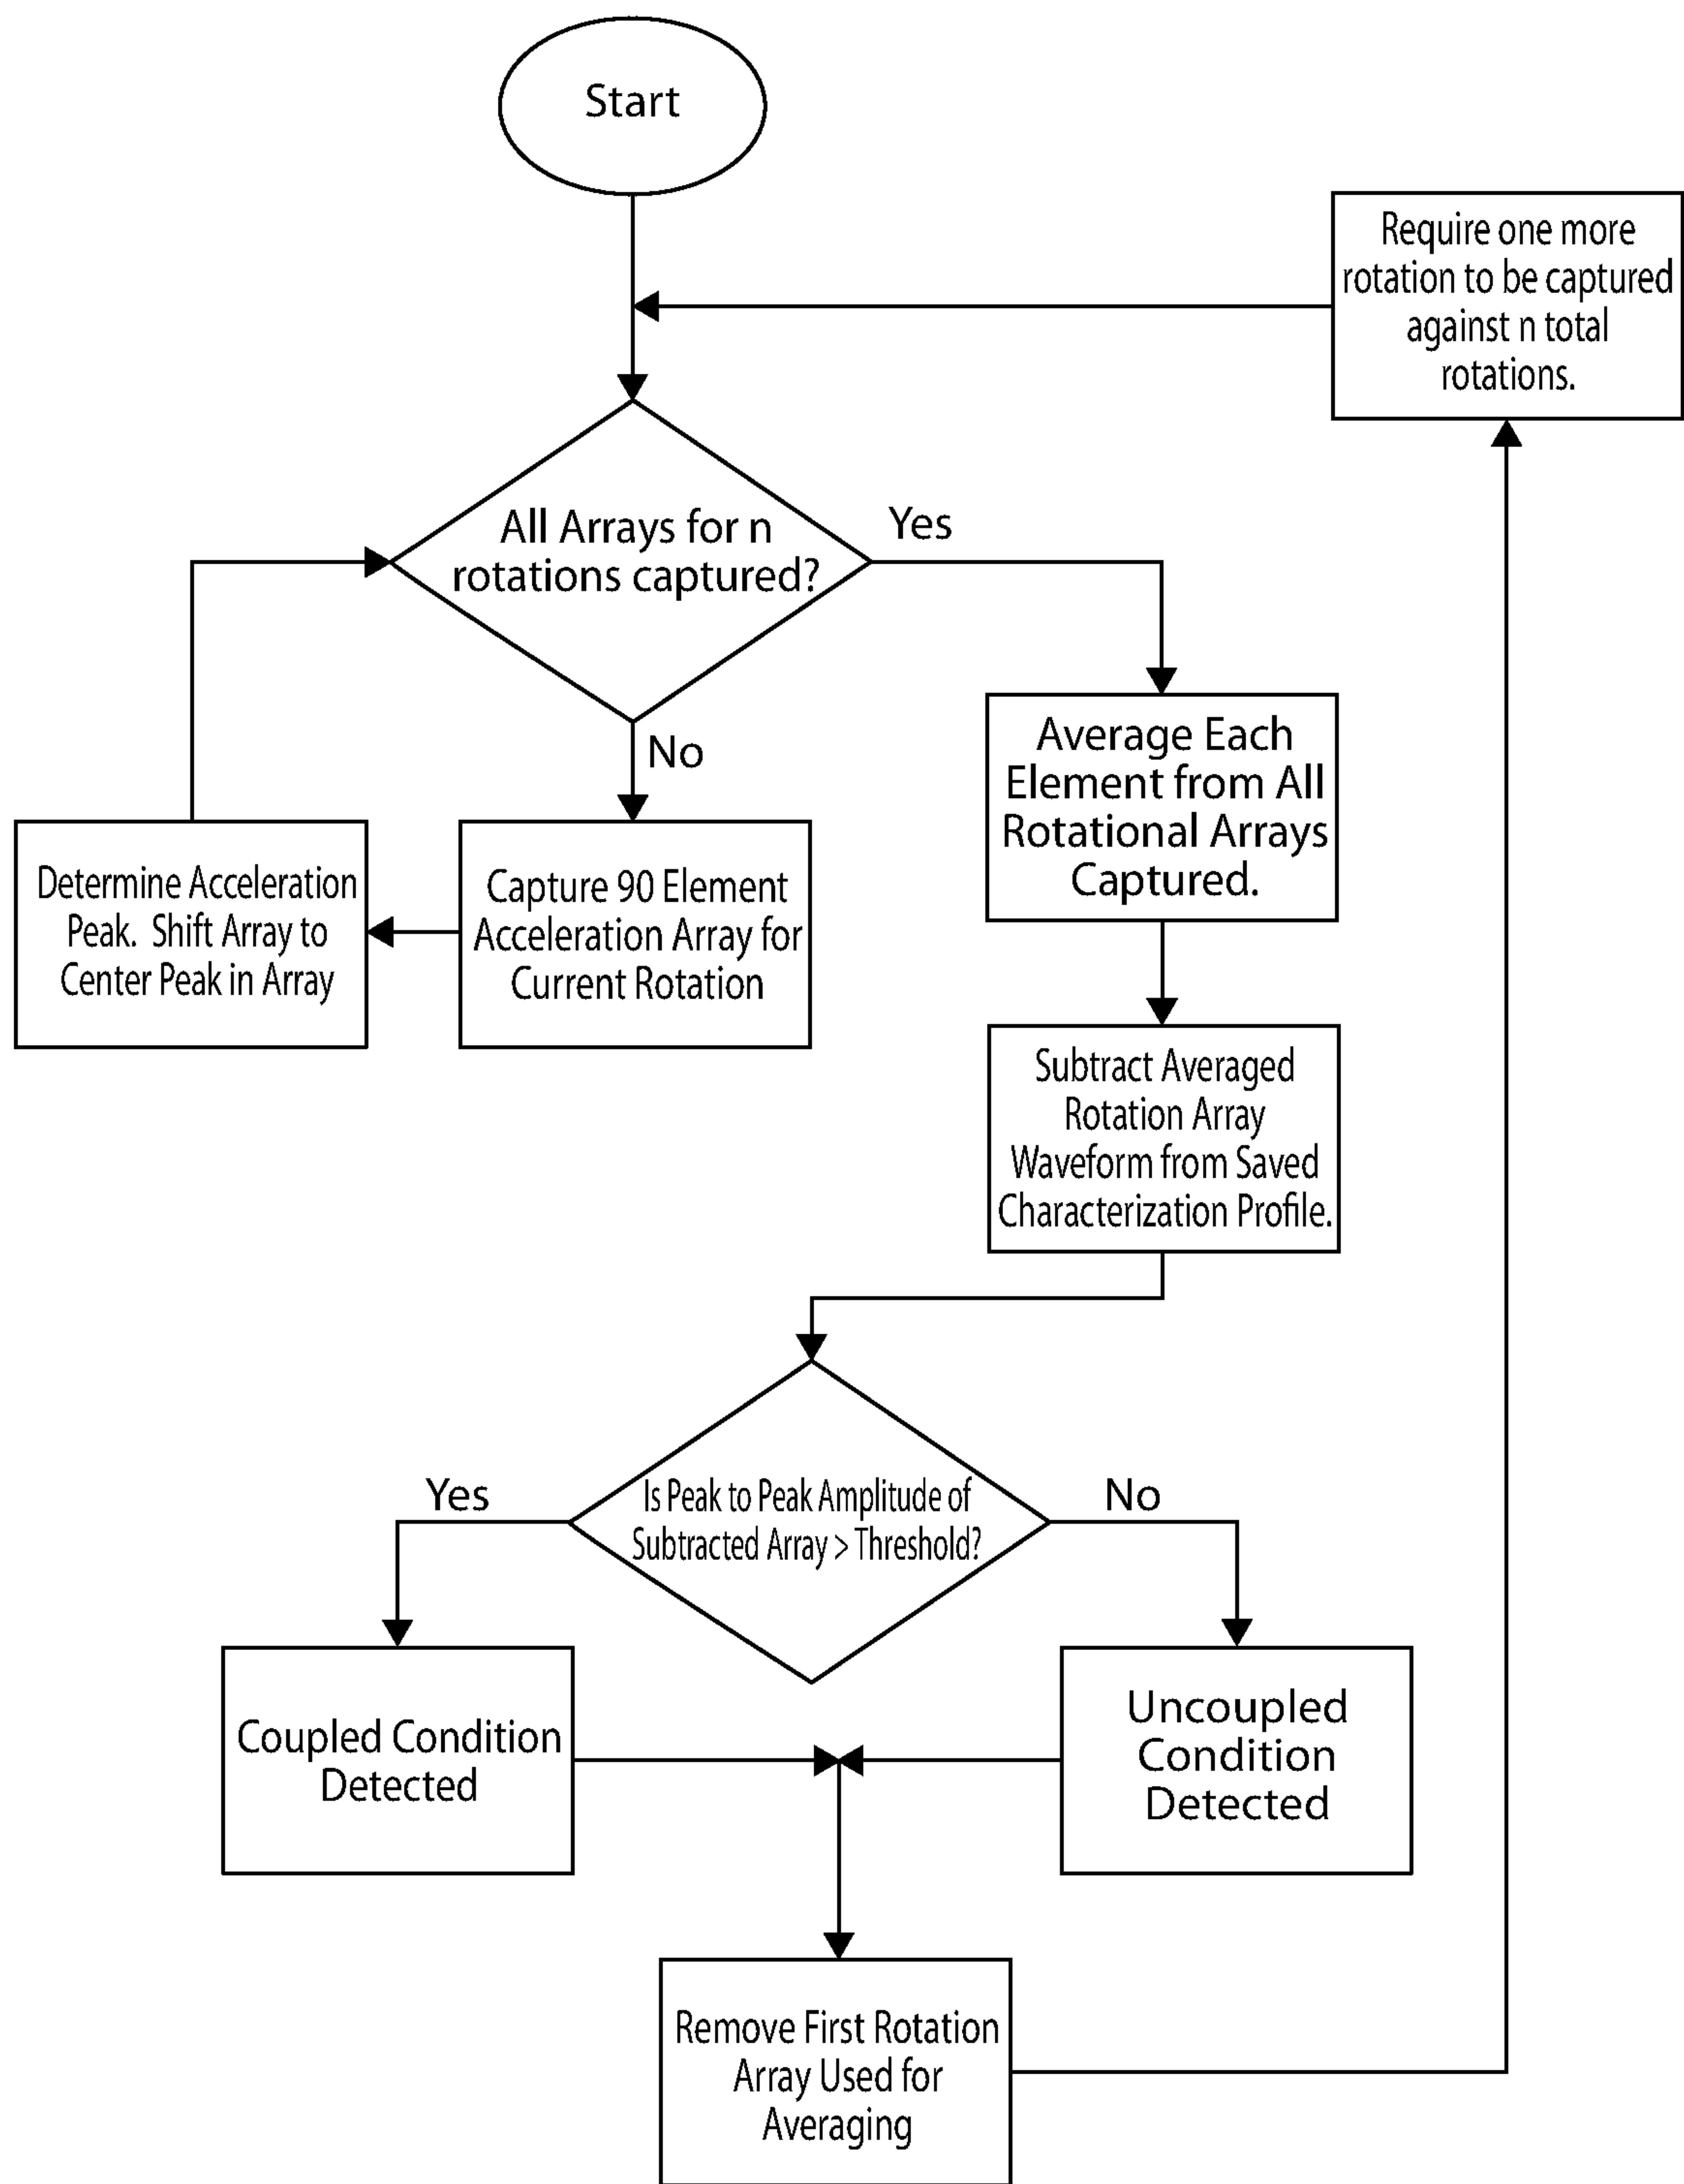 Start
Require one more
rotation to be captured
against n total
rotations.
All Arrays for n
rotations captured?
Yes
No
Average Each
Element from All
Rotational Arrays
Captured.
Determine Acceleration
Peak. Shift Array to
Center Peak in Array
Capture 90 Element
Acceleration Array for
Current Rotation
Subtract Averaged
Rotation Array
Waveform from Saved
Characterization Profile.
Is Peak to Peak Amplitude of
Subtracted Array > Threshold?
Yes
No
Coupled Condition
Detected
Uncoupled
Condition
Detected
Remove First Rotation
Array Used for
Averaging